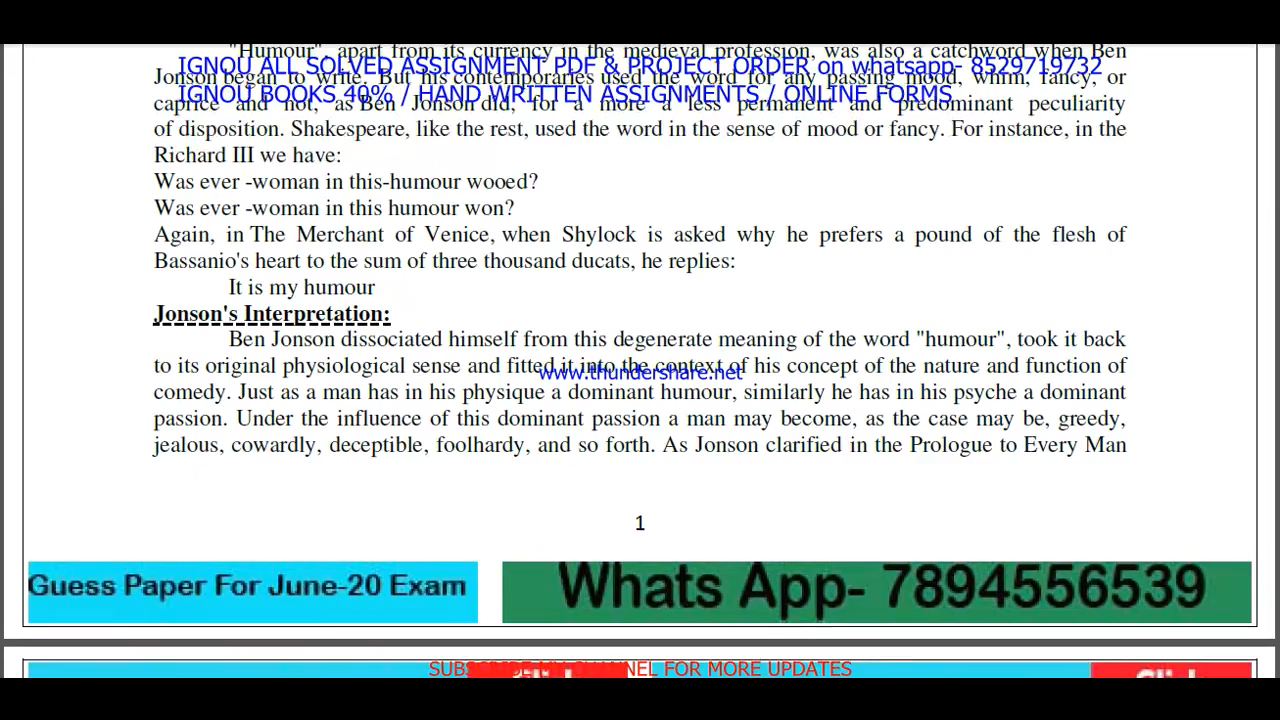 "Humour", apart from its currency in the medieval profession, was also a catchword when Ben
IGNOU ALL SOLVED ASSIGNMENT PDF & PROJECT ORDER on whatsapp- 8529719732
Jonson began to write. But his contemporaries used the word for any passing mood, whim, fancy, or
IGNOU BOOKS 40% / HAND WRITTEN ASSIGNMENTS / ONLINE FORMS
caprice and not, as Ben Jonson did, for a more a less permanent and predominant peculiarity
of disposition. Shakespeare, like the rest, used the word in the sense of mood or fancy. For instance, in the
Richard III we have:
Was ever -woman in this-humour wooed?
Was ever -woman in this humour won?
Again, in The Merchant of Venice, when Shylock is asked why he prefers a pound of the flesh of
Bassanio's heart to the sum of three thousand ducats, he replies:
It is my humour
Jonson's Interpretation:
Ben Jonson dissociated himself from this degenerate meaning of the word "humour", took it back
to its original physiological sense and fitted it into the context of his concept of the nature and function of
www.thundershare.net
comedy. Just as a man has in his physique a dominant humour, similarly he has in his psyche a dominant
passion. Under the influence of this dominant passion a man may become, as the case may be, greedy,
jealous, cowardly, deceptible, foolhardy, and so forth. As Jonson clarified in the Prologue to Every Man
1
Guess Paper For June-20 Exam
Whats App- 7894556539
SUBSCRIBE MY CHANNEL FOR MORE UPDATES